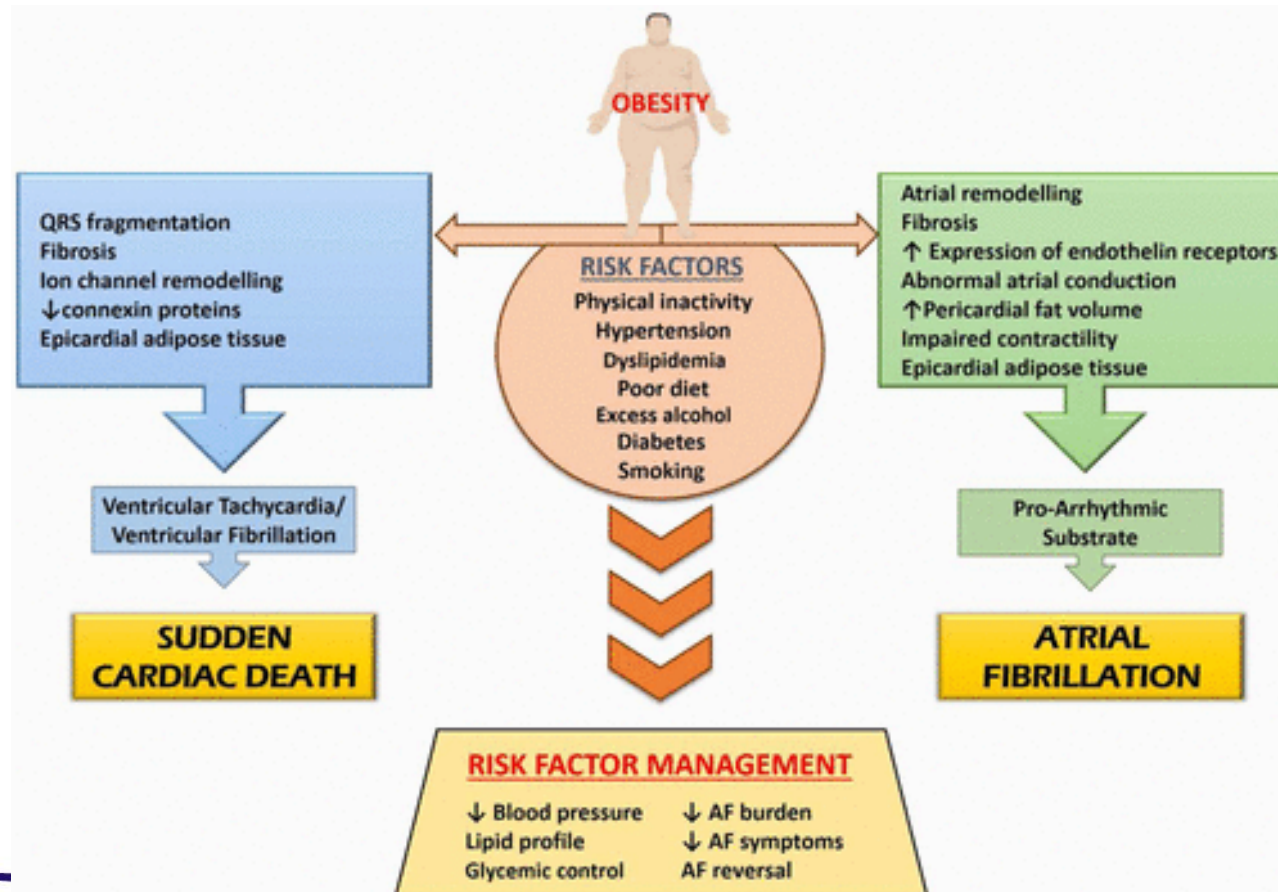 OBESITY
QRS fragmentation
Fibrosis
Ion channel remodelling
↓connexin proteins
Epicardial adipose tissue
Ventricular Tachycardia/
Ventricular Fibrillation
SUDDEN
CARDIAC DEATH
RISK FACTORS
Physical inactivity
Hypertension
Dyslipidemia
Poor diet
Excess alcohol
Diabetes
Smoking
Atrial remodelling
Fibrosis
↑ Expression of endothelin receptors
Abnormal atrial conduction
↑Pericardial fat volume
Impaired contractility
Epicardial adipose tissue
Pro-Arrhythmic
Substrate
ATRIAL
FIBRILLATION
RISK FACTOR MANAGEMENT
↓ Blood pressure
Lipid profile
Glycemic control
↓ AF burden
↓ AF symptoms
AF reversal